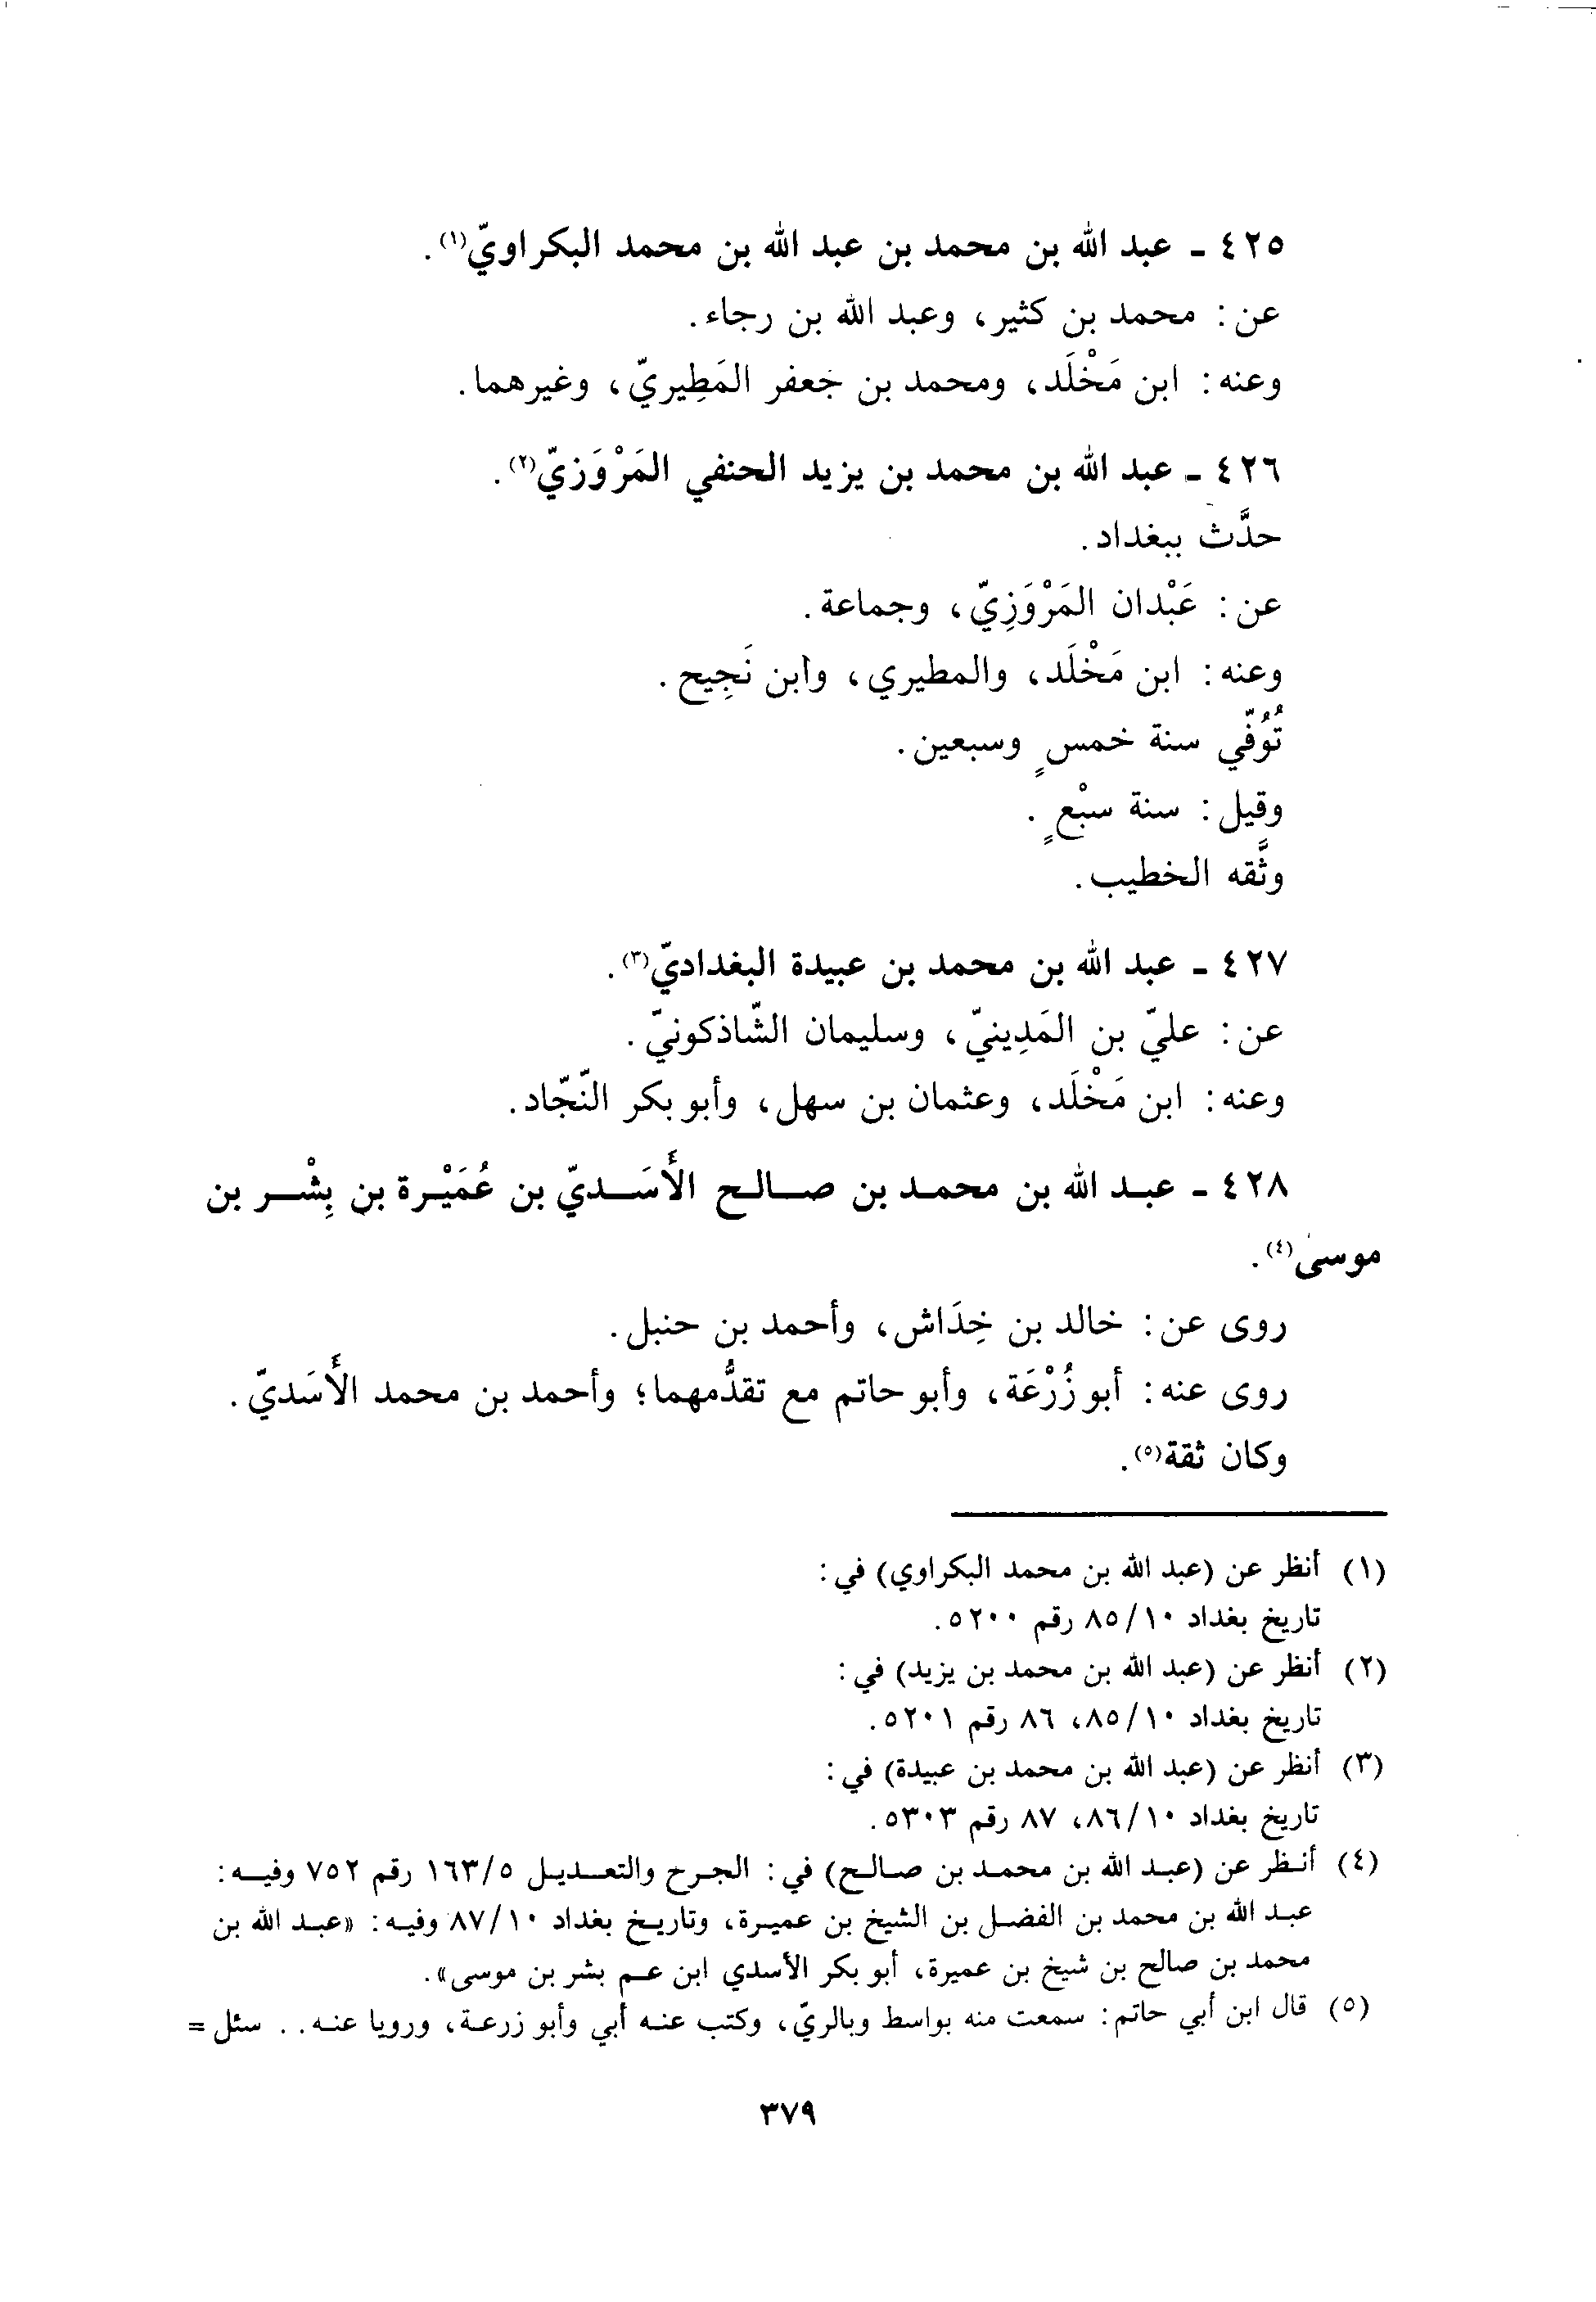 ٤٢٥ - عبد الله بن محمد بن عبد الله بن محمد البكراويّ(١).
عن: محمد بن كثير، وعبد الله بن رجاء.
وعنه: ابن مَخْلَد، ومحمد بن جعفر المَطِيريّ، وغيرهما.
٤٢٦ - عبد الله بن محمد بن يزيد الحنفي المَرْوَزيّ(٢).
حدَّث ببغداد.
عن: عَبْدان المَرْوَزِيّ، وجماعة.
وعنه: ابن مَخْلَد، والمطيري، وابن نَجِيح.
تُوُفّي سنة خمسٍ وسبعين.
وقيل: سنة سبْعٍ.
وثَّقه الخطيب.
٤٢٧ - عبد الله بن محمد بن عبيدة البغداديّ(٣).
عن: عليّ بن المَدِينيّ، وسليمان الشّاذكونيّ.
وعنه: ابن مَخْلَد، وعثمان بن سهل، وأبو بكر النّجّاد.
٤٢٨ - عبد الله بن محمد بن صالح الأَسَديّ بن عُمَيْرة بن بِشْر بن
موسى(٤).
روى عن: خالد بن خِدَاش، وأحمد بن حنبل.
روى عنه: أبو زُرْعَة، وأبو حاتم مع تقدُّمهما؛ وأحمد بن محمد الأَسَديّ.
وكان ثقة(٥).
(١) أنظر عن (عبد الله بن محمد البكراوي) في:
تاريخ بغداد ١٠/٨٥ رقم ٥٢٠٠.
(٢) أنظر عن (عبد الله بن محمد بن يزيد) في:
تاريخ بغداد ١٠/٨٥، ٨٦ رقم ٥٢٠١.
(٣) أنظر عن (عبد الله بن محمد بن عبيدة) في:
تاريخ بغداد ١٠/٨٦، ٨٧ رقم ٥٣٠٣.
(٤) أنظر عن (عبد الله بن محمد بن صالح) في: الجرح والتعديل ٥/١٦٣ رقم ٧٥٢ وفيه:
عبد الله بن محمد بن الفضل بن الشيخ بن عميرة، وتاريخ بغداد ١٠/٨٧ وفيه: «عبد الله بن
محمد بن صالح بن شيخ بن عميرة، أبو بكر الأسدي ابن عم بشر بن موسى».
(٥) قال ابن أبي حاتم: سمعت منه بواسط وبالريّ، وكتب عنه أبي وأبو زرعة، ورويا عنه.. سئل =
٣٧٩